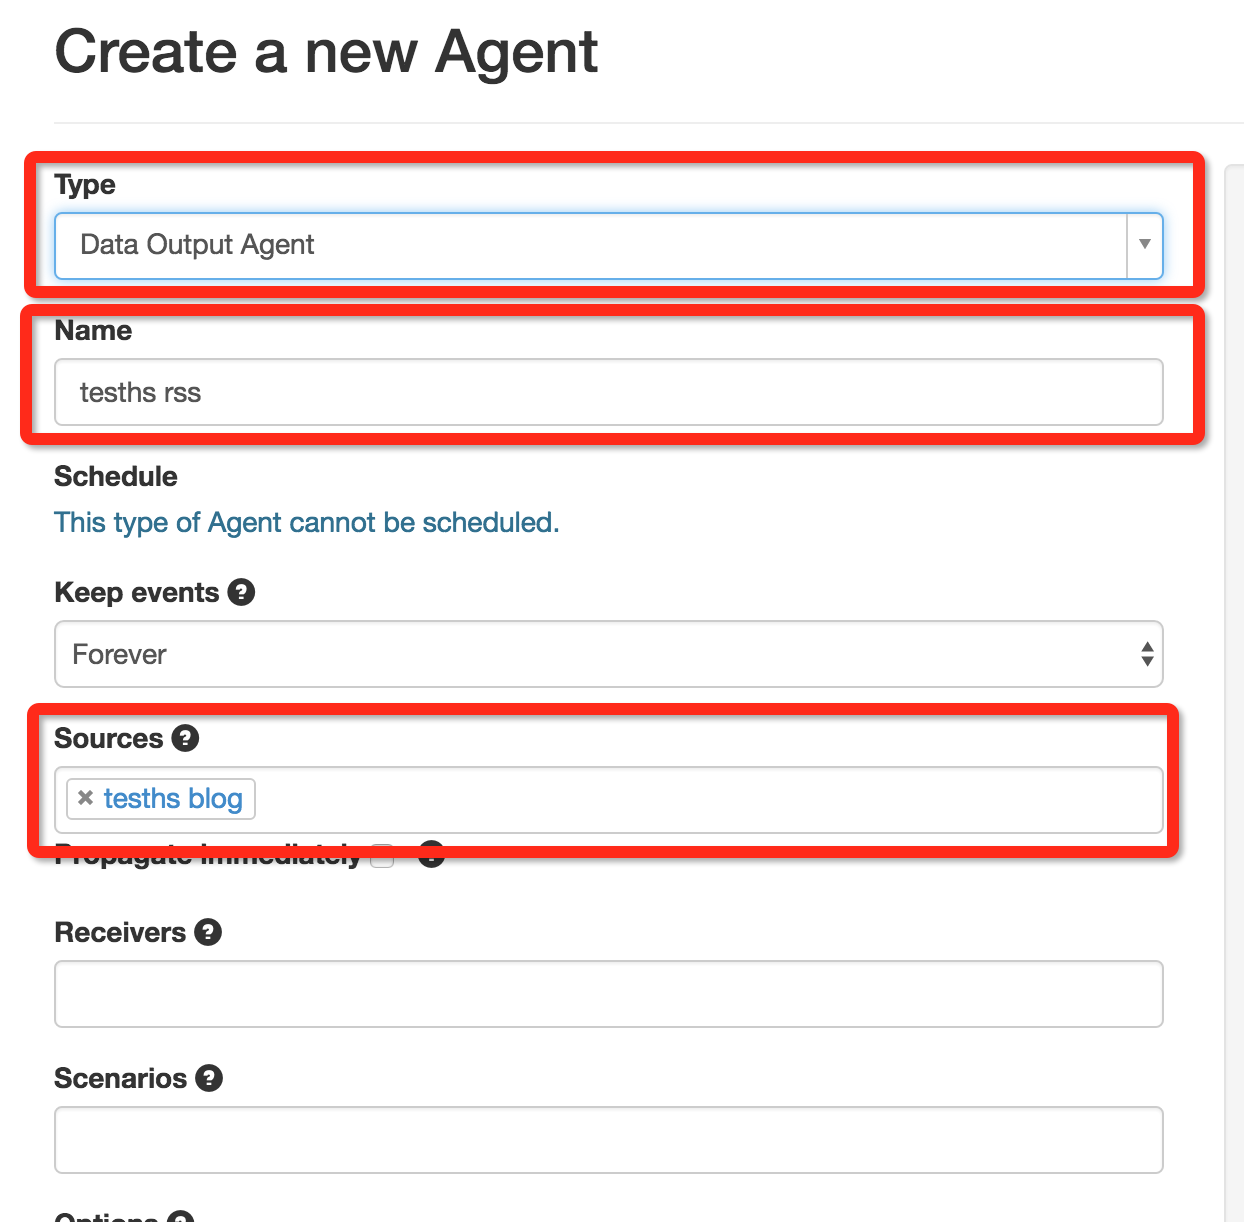 Create a new Agent
Type
Data Output Agent
Name
tesths rss
Schedule
This type of Agent cannot be scheduled.
Keep events
Forever
Sources
× tesths blog
Propagate immediately
Receivers
Scenarios
Options